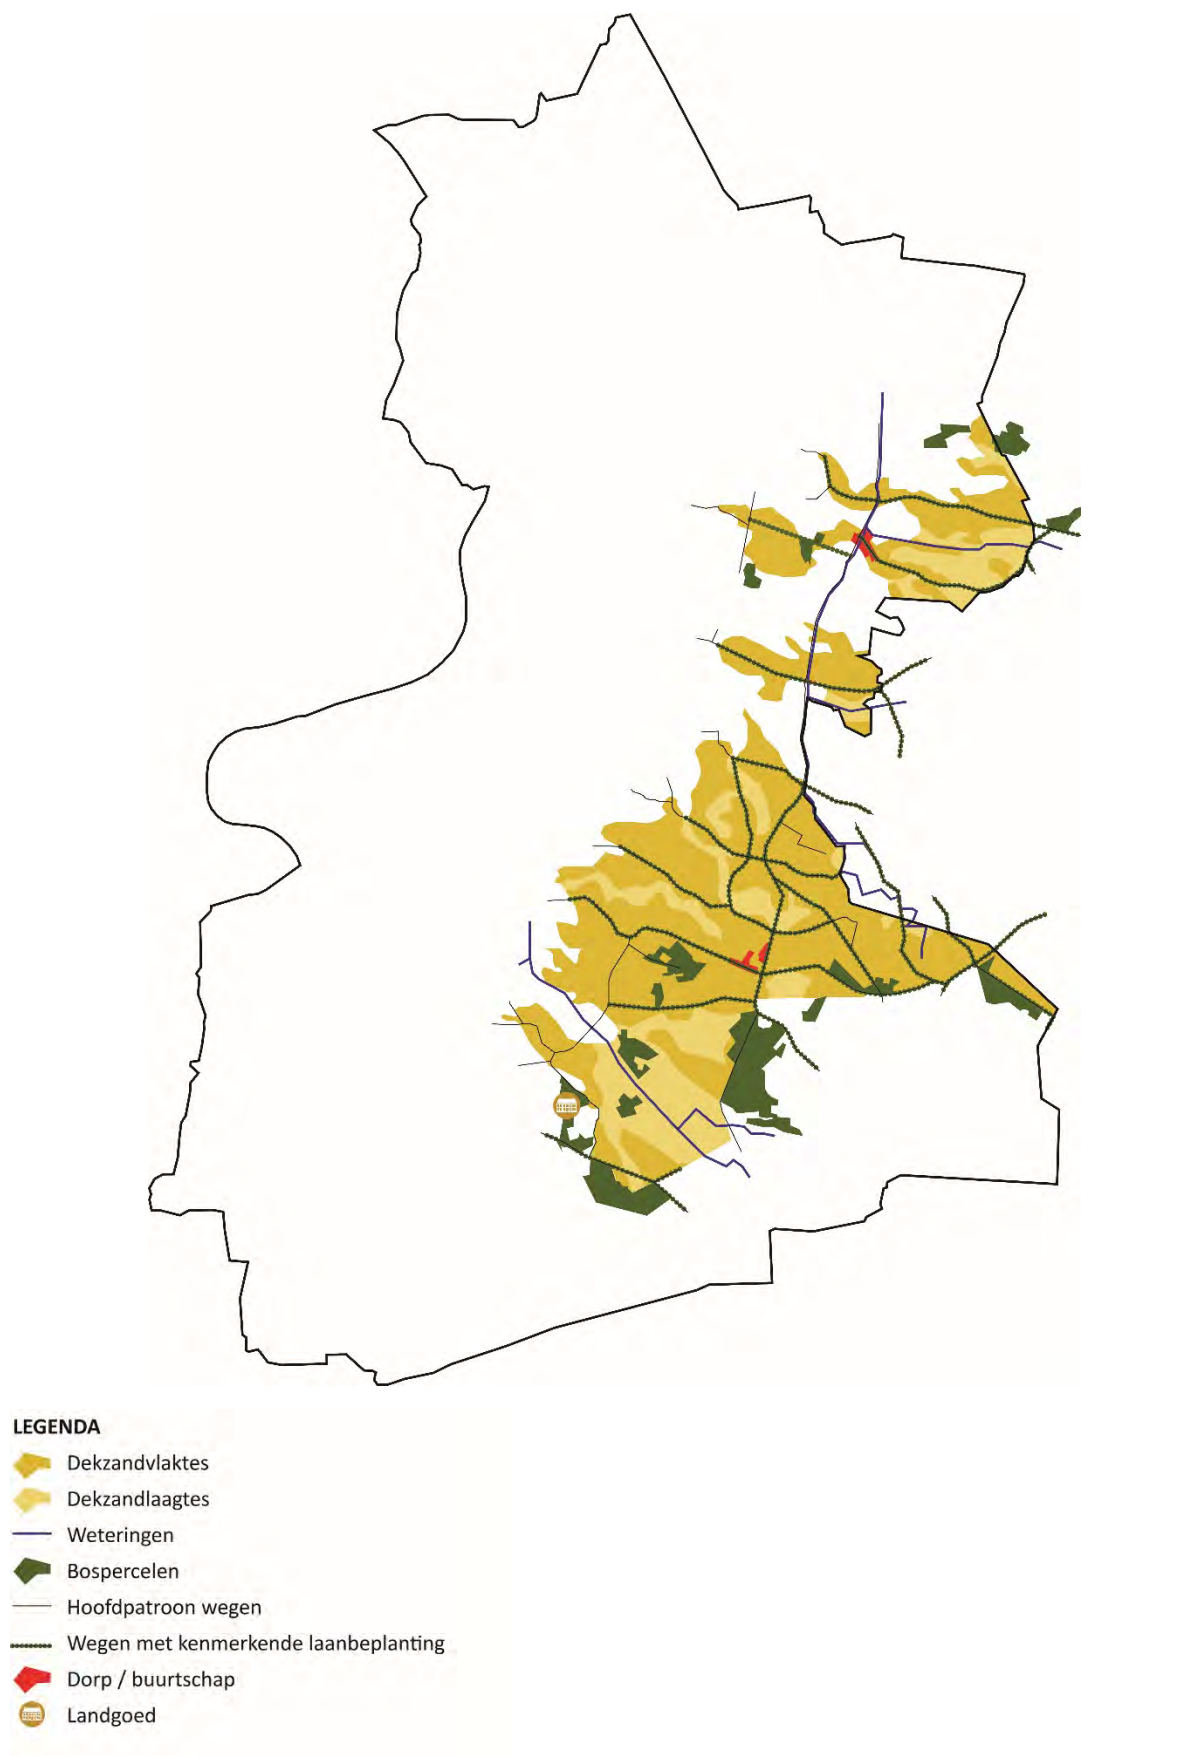 LEGENDA
Dekzandvlaktes
Dekzandlaagtes
Weteringen
Bospercelen
Hoofdpatroon wegen
Wegen met kenmerkende laanbeplanting
Dorp / buurtschap
Landgoed